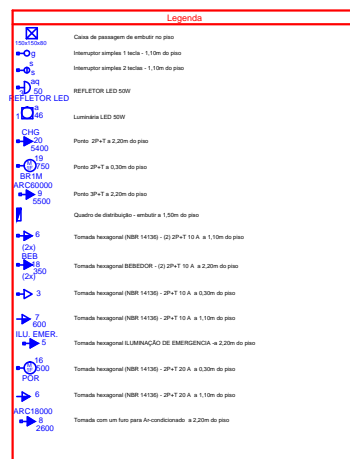 Legenda
150x150x80
Caixa de passagem de embutir no piso
g
Interruptor simples 1 tecla - 1,10m do piso
s
s
Interruptor simples 2 teclas - 1,10m do piso
aq
3 50
REFLETOR LED
REFLETOR LED 50W
a
1 46
Luminária LED 50W
CHG
20
5400
Ponto 2P+T a 2,20m do piso
19
750
BR1M
Ponto 2P+T a 0,30m do piso
ARC60000
9
5500
Ponto 3P+T a 2,20m do piso
Quadro de distribuição - embutir a 1,50m do piso
6
(2x)
Tomada hexagonal (NBR 14136) - (2) 2P+T 10 A a 1,10m do piso
BEB
18
350
(2x)
Tomada hexagonal BEBEDOR - (2) 2P+T 10 A a 2,20m do piso
3
Tomada hexagonal (NBR 14136) - 2P+T 10 A a 0,30m do piso
7
600
Tomada hexagonal (NBR 14136) - 2P+T 10 A a 1,10m do piso
ILU. EMER.
5
Tomada hexagonal ILUMINAÇÃO DE EMERGENCIA -a 2,20m do piso
16
500
POR
Tomada hexagonal (NBR 14136) - 2P+T 20 A a 0,30m do piso
6
Tomada hexagonal (NBR 14136) - 2P+T 20 A a 1,10m do piso
ARC18000
8
2600
Tomada com um furo para Ar-condicionado a 2,20m do piso